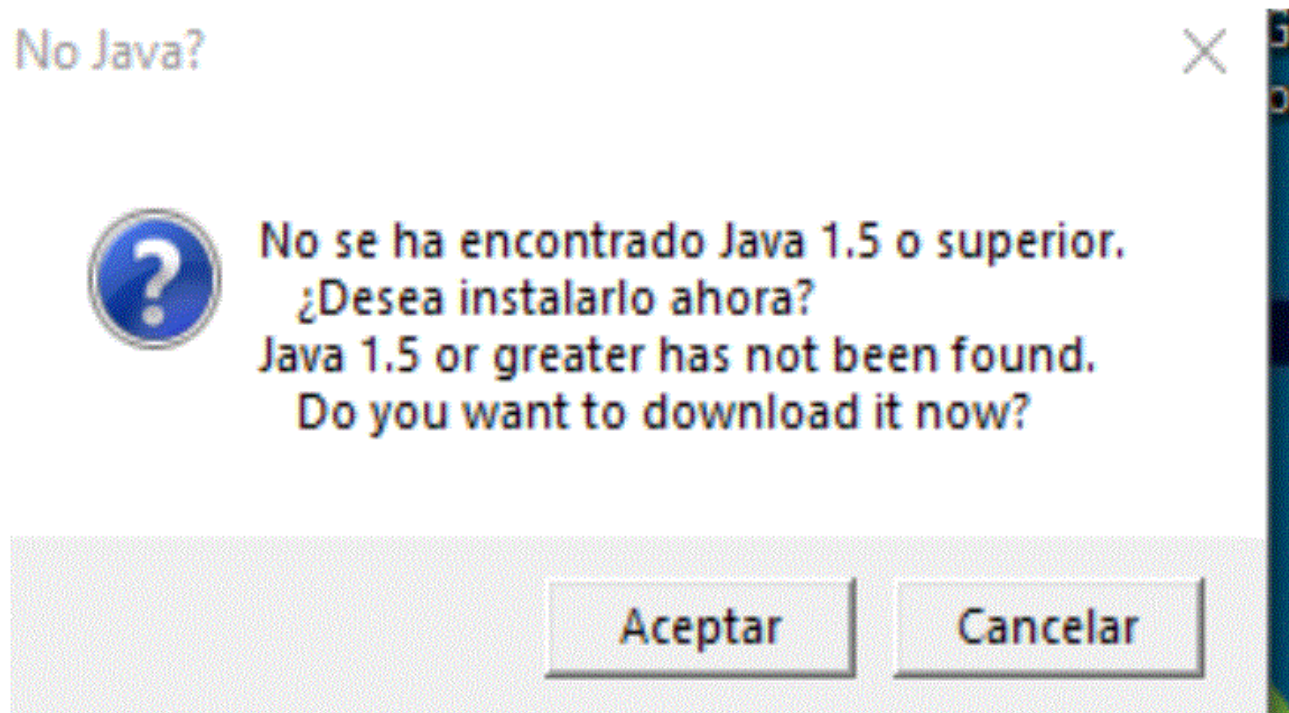 No Java?
No se ha encontrado Java 1.5 o superior.
¿Desea instalarlo ahora?
Java 1.5 or greater has not been found.
Do you want to download it now?
Aceptar
Cancelar